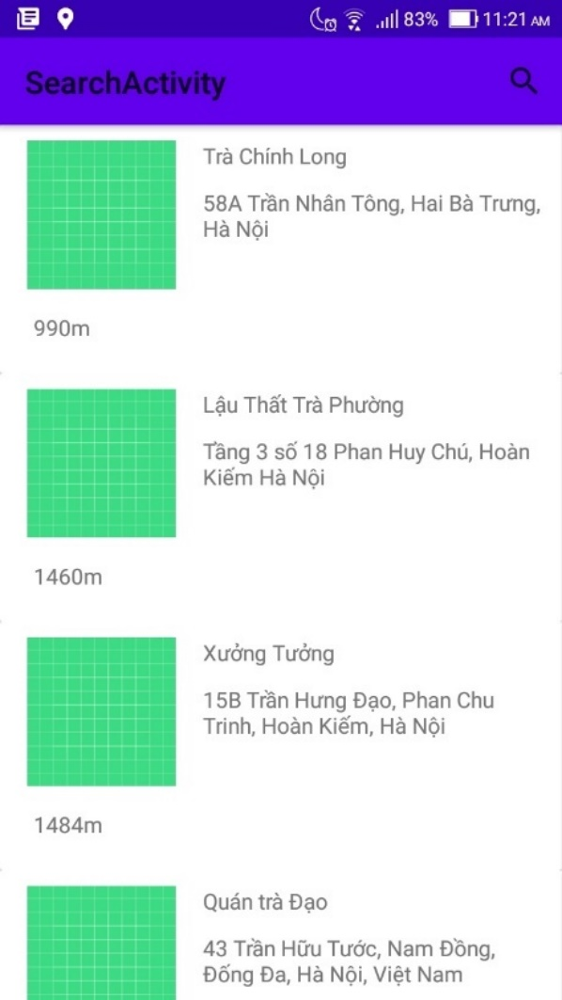 83% 11:21 AM
SearchActivity
Trà Chính Long
58A Trần Nhân Tông, Hai Bà Trưng,
Hà Nội
990m
Lậu Thất Trà Phường
Tầng 3 số 18 Phan Huy Chú, Hoàn
Kiếm Hà Nội
1460m
Xưởng Tưởng
15B Trần Hưng Đạo, Phan Chu
Trinh, Hoàn Kiếm, Hà Nội
1484m
Quán trà Đạo
43 Trần Hữu Tước, Nam Đồng,
Đống Đa, Hà Nội, Việt Nam